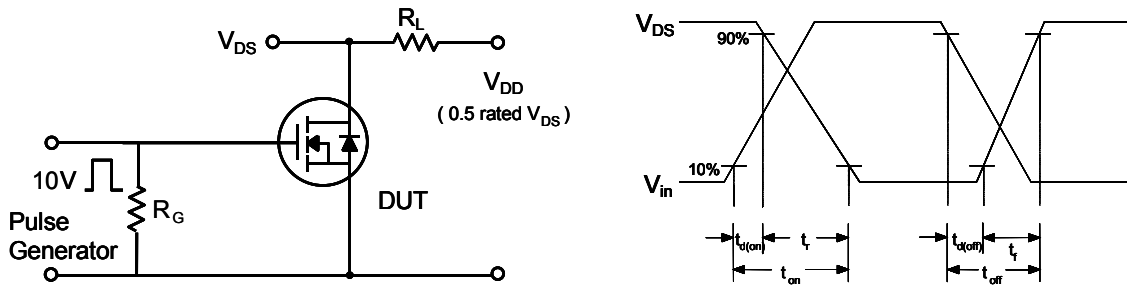 R_L
V_DS
V_DD
( 0.5 rated V_DS )
10V
R_G
DUT
Pulse
Generator
V_DS
90%
10%
V_in
t_d(on)
t_r
t_on
t_d(off)
t_f
t_off